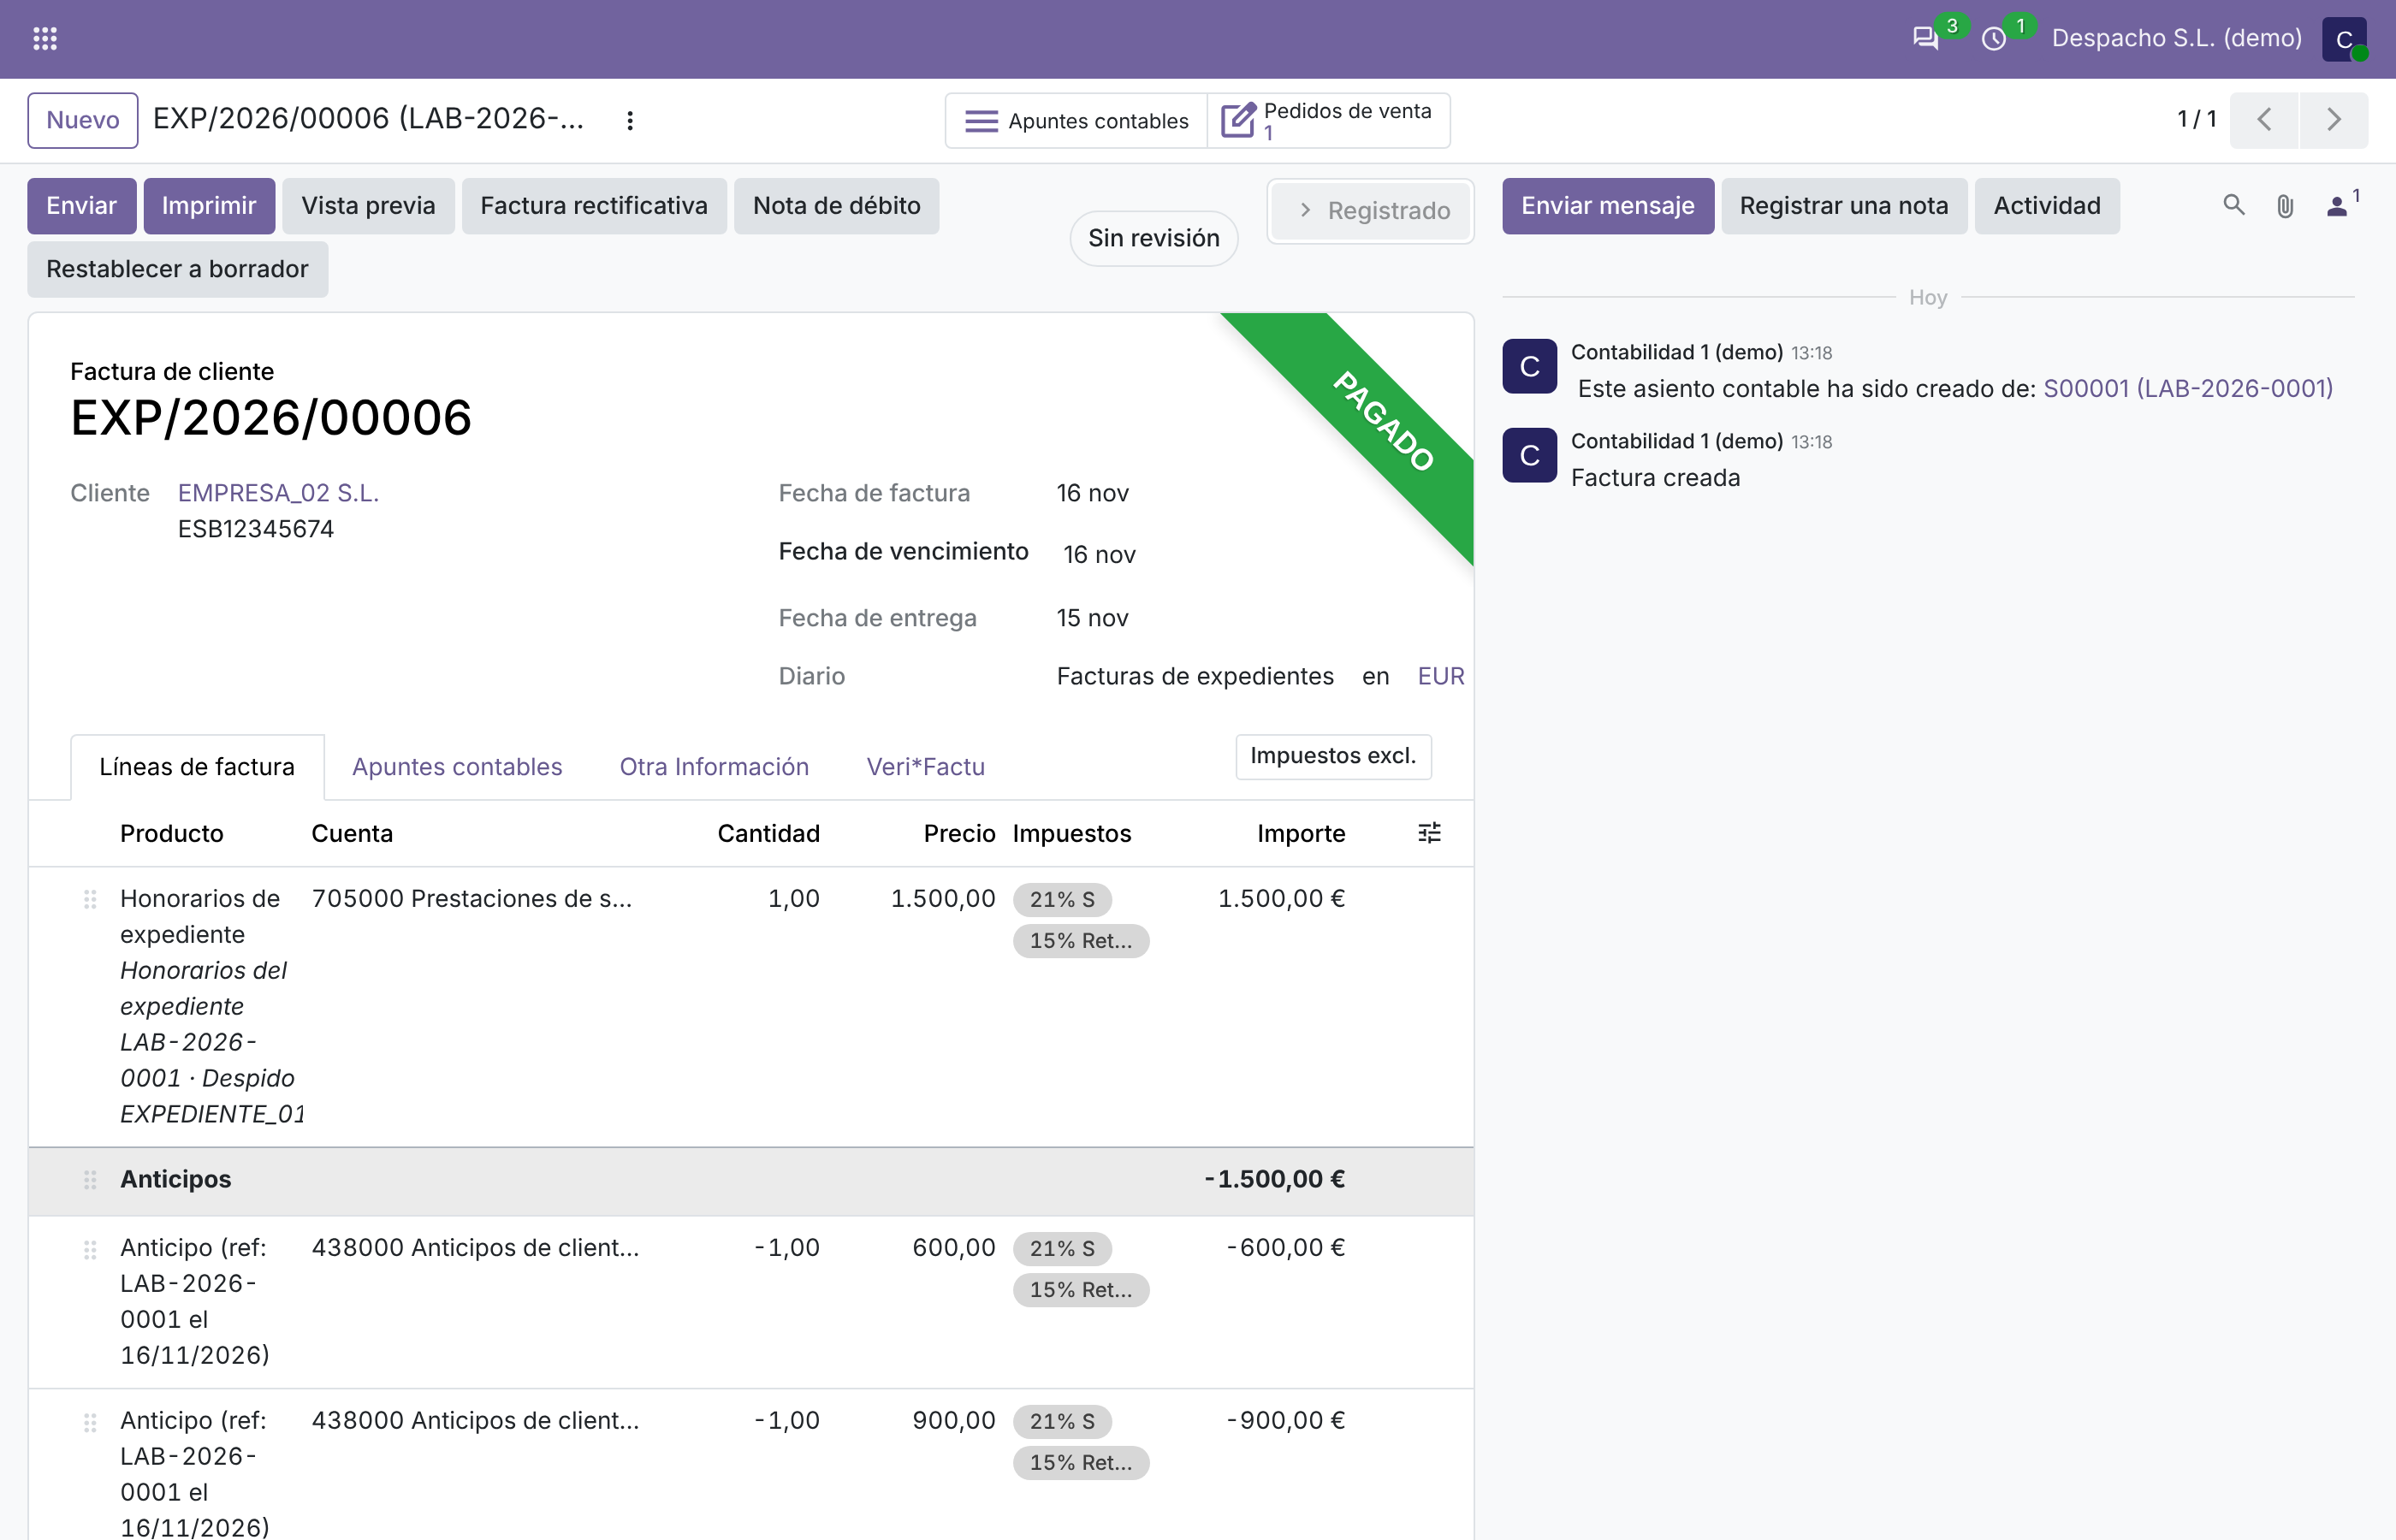 3
1
Despacho S.L. (demo)
C
Nuevo
EXP/2026/00006 (LAB-2026-...
Apuntes contables
Pedidos de venta
1
1 / 1
Enviar
Imprimir
Vista previa
Factura rectificativa
Nota de débito
Restablecer a borrador
Sin revisión
Registrado
Enviar mensaje
Registrar una nota
Actividad
1
Hoy
C
Contabilidad 1 (demo) 13:18
Este asiento contable ha sido creado de: S00001 (LAB-2026-0001)
C
Contabilidad 1 (demo) 13:18
Factura creada
PAGADO
Factura de cliente
EXP/2026/00006
Cliente
EMPRESA_02 S.L.
ESB12345674
Fecha de factura
16 nov
Fecha de vencimiento
16 nov
Fecha de entrega
15 nov
Diario
Facturas de expedientes en EUR
Líneas de factura
Apuntes contables
Otra Información
Veri*Factu
Impuestos excl.
Producto
Cuenta
Cantidad
Precio
Impuestos
Importe
Honorarios de
expediente
Honorarios del
expediente
LAB-2026-
0001 · Despido
EXPEDIENTE_01
705000 Prestaciones de s...
1,00
1.500,00
21% S
15% Ret...
1.500,00 €
Anticipos
-1.500,00 €
Anticipo (ref:
LAB-2026-
0001 el
16/11/2026)
438000 Anticipos de client...
-1,00
600,00
21% S
15% Ret...
-600,00 €
Anticipo (ref:
LAB-2026-
0001 el
16/11/2026)
438000 Anticipos de client...
-1,00
900,00
21% S
15% Ret...
-900,00 €